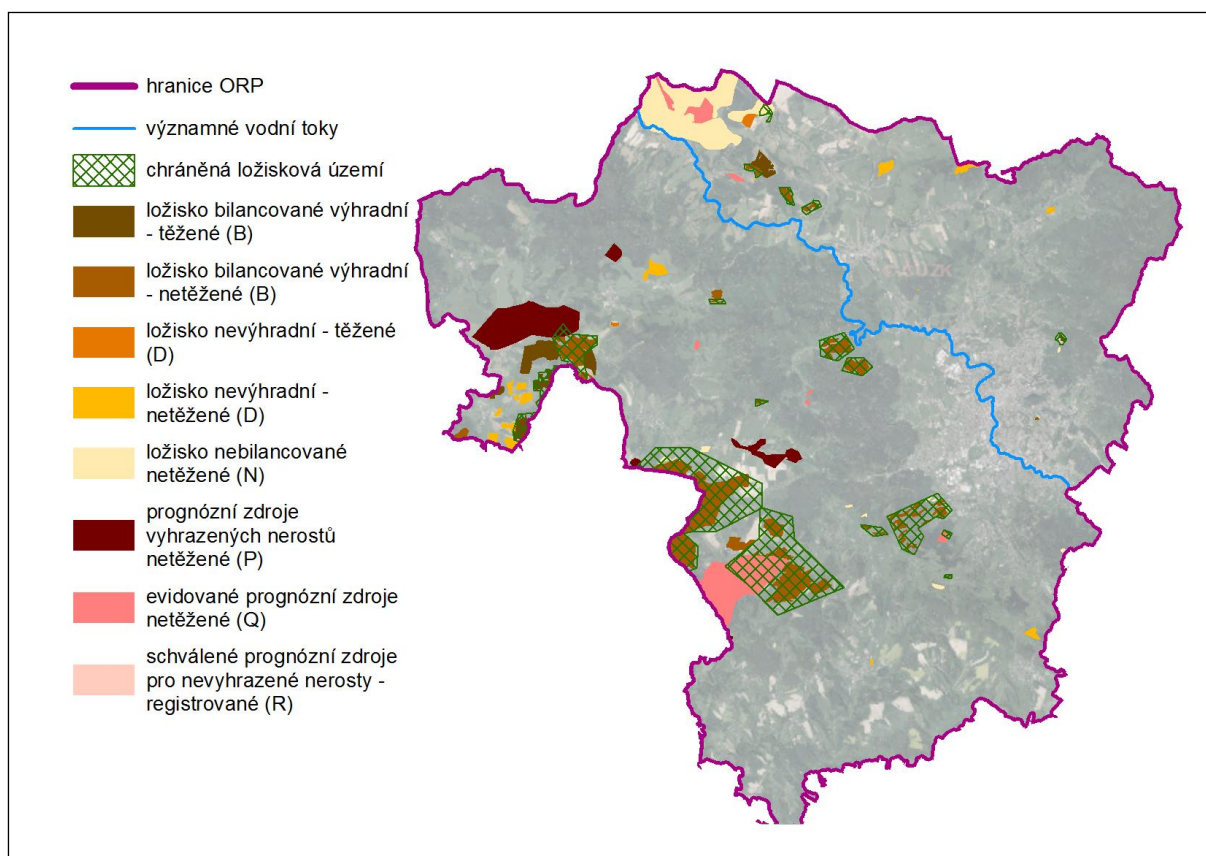 hranice ORP
významné vodní toky
chráněná ložisková území
ložisko bilancované výhradní
- těžené (B)
ložisko bilancované výhradní
- netěžené (B)
ložisko nevýhradní - těžené
(D)
ložisko nevýhradní -
netěžené (D)
ložisko nebilancované
netěžené (N)
prognózní zdroje
vyhrazených nerostů
netěžené (P)
evidované prognózní zdroje
netěžené (Q)
schválené prognózní zdroje
pro nevyhrazené nerosty -
registrované (R)